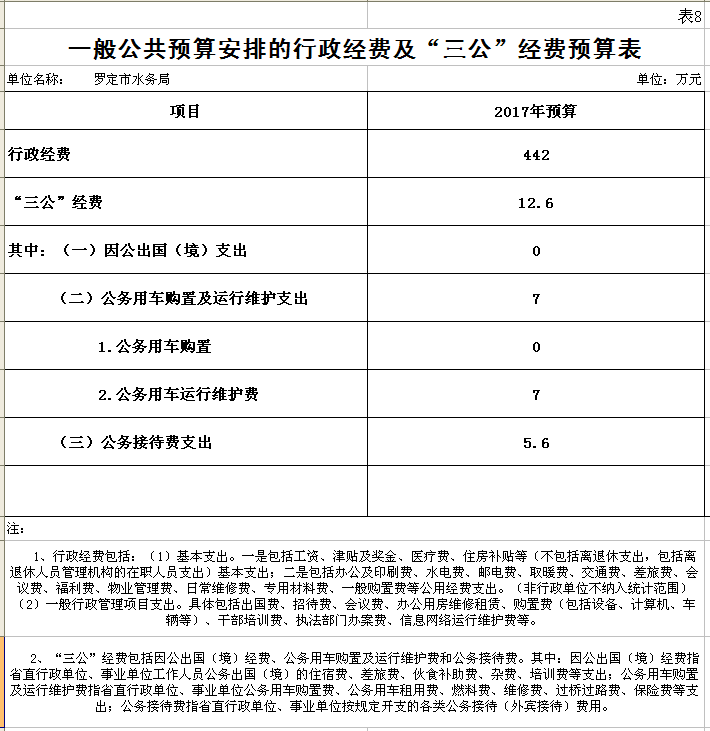 表8
一般公共预算安排的行政经费及“三公”经费预算表
单位名称： 罗定市水务局 单位：万元
项目 2017年预算
行政经费 442
“三公”经费 12.6
其中：（一）因公出国（境）支出 0
（二）公务用车购置及运行维护支出 7
1.公务用车购置 0
2.公务用车运行维护费 7
（三）公务接待费支出 5.6
注：
1、行政经费包括：（1）基本支出。一是包括工资、津贴及奖金、医疗费、住房补贴等（不包括离退休支出，包括离
退休人员管理机构的在职人员支出）基本支出；二是包括办公及印刷费、水电费、邮电费、取暖费、交通费、差旅费、会
议费、福利费、物业管理费、日常维修费、专用材料费、一般购置费等公用经费支出。（非行政单位不纳入统计范围）
（2）一般行政管理项目支出。具体包括出国费、招待费、会议费、办公用房维修租赁、购置费（包括设备、计算机、车
辆等）、干部培训费、执法部门办案费、信息网络运行维护费等。
2、“三公”经费包括因公出国（境）经费、公务用车购置及运行维护费和公务接待费。其中：因公出国（境）经费指
省直行政单位、事业单位工作人员公务出国（境）的住宿费、差旅费、伙食补助费、杂费、培训费等支出；公务用车购置
及运行维护费指省直行政单位、事业单位公务用车购置费、公务用车租用费、燃料费、维修费、过桥过路费、保险费等支
出；公务接待费指省直行政单位、事业单位按规定开支的各类公务接待（外宾接待）费用。